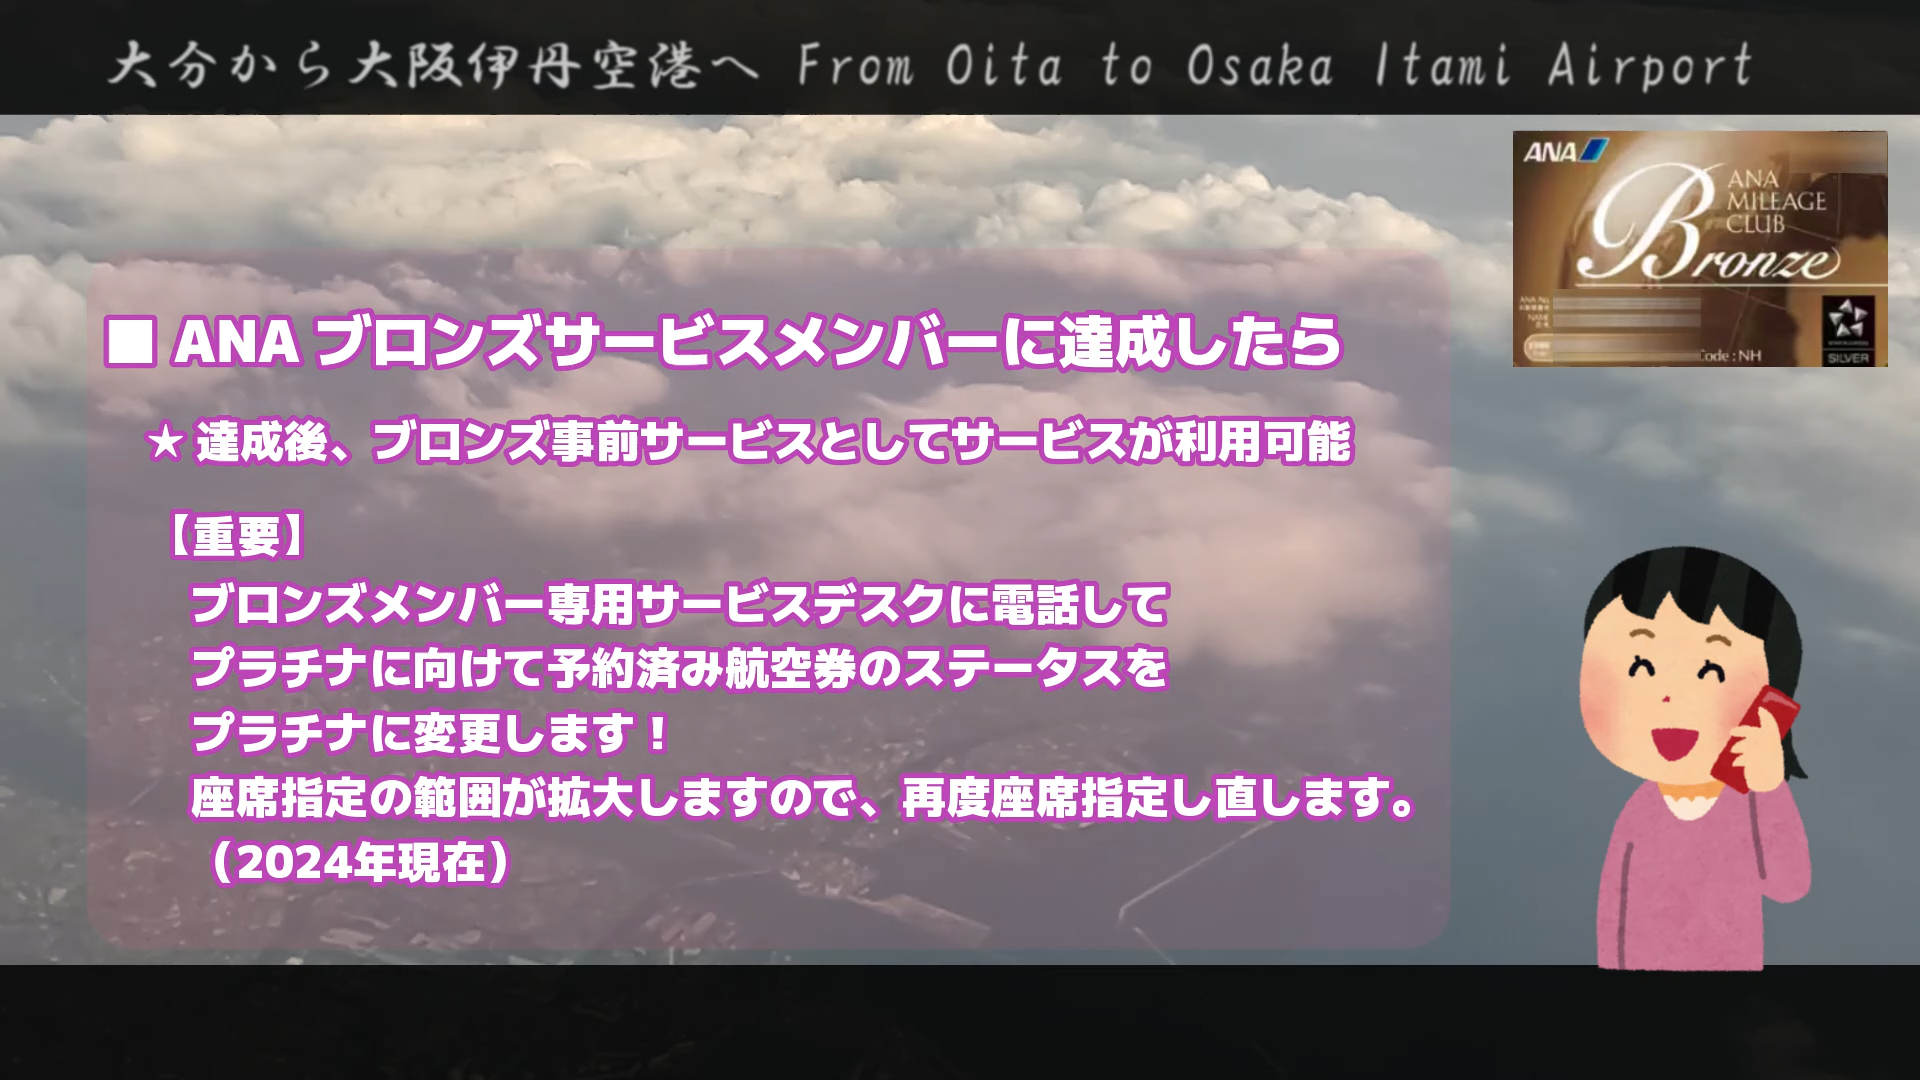 大分から大阪伊丹空港へ From Oita to Osaka Itami Airport
ANA
ANA
MILEAGE
CLUB
Bronze
Code : NH
SILVER
■ ANA ブロンズサービスメンバーに達成したら
★ 達成後、ブロンズ事前サービスとしてサービスが利用可能
【重要】
ブロンズメンバー専用サービスデスクに電話して
プラチナに向けて予約済み航空券のステータスを
プラチナに変更します！
座席指定の範囲が拡大しますので、再度座席指定し直します。
（2024年現在）